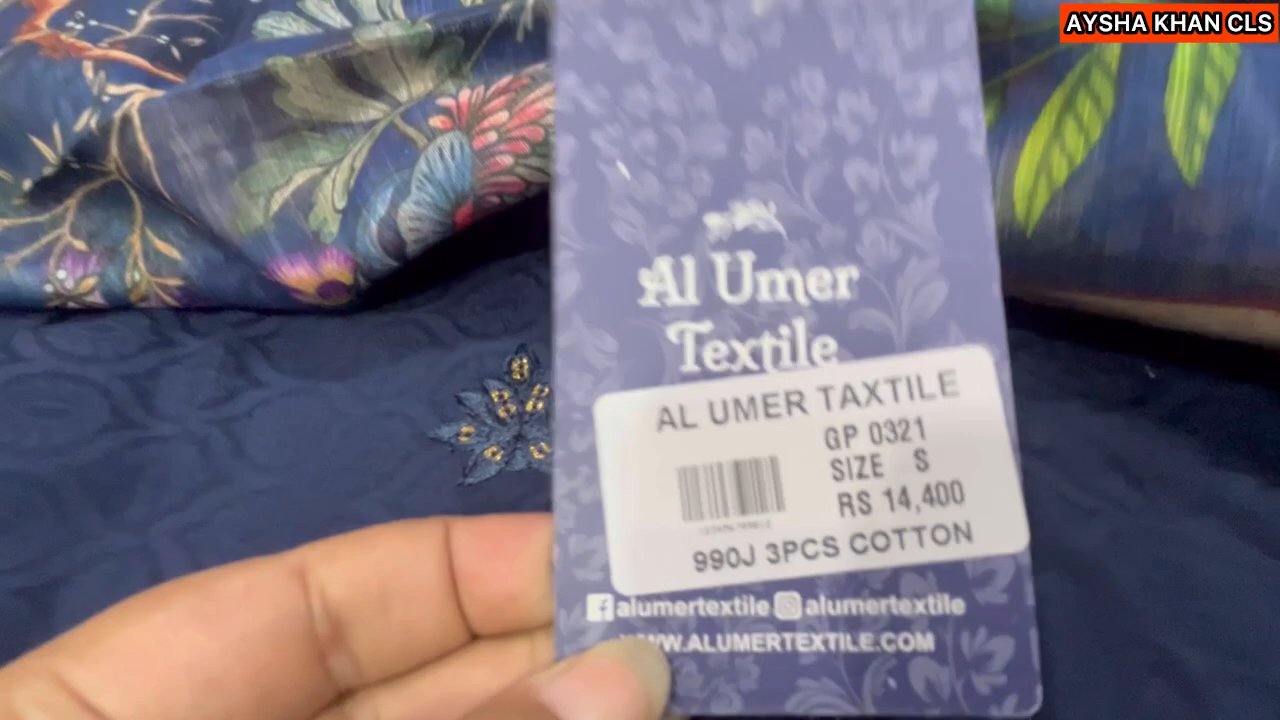 AYSHA KHAN CLS
Al Umer
Textile
AL UMER TAXTILE
GP 0321
SIZE S
RS 14,400
990J 3PCS COTTON
alumertextile alumertextile
WWW.ALUMERTEXTILE.COM